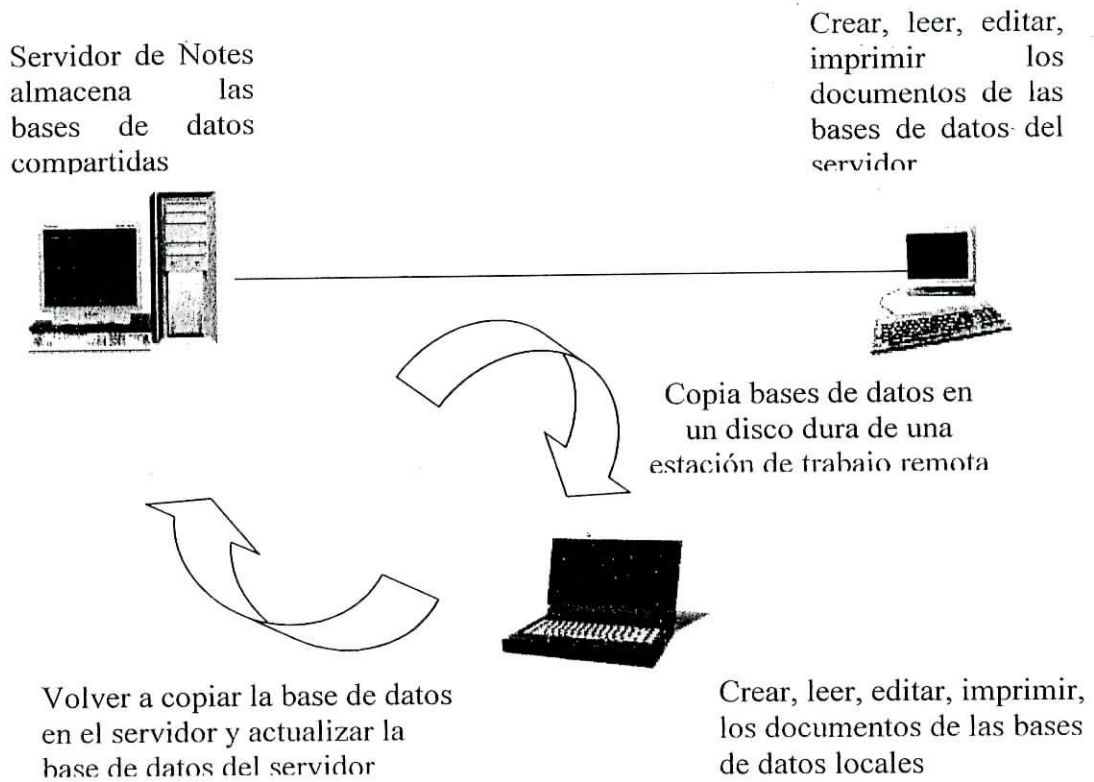 Servidor de Notes
almacena las
bases de datos
compartidas
Crear, leer, editar,
imprimir los
documentos de las
bases de datos del
servidor
Copia bases de datos en
un disco dura de una
estación de trabajo remota
Volver a copiar la base de datos
en el servidor y actualizar la
base de datos del servidor
Crear, leer, editar, imprimir,
los documentos de las bases
de datos locales